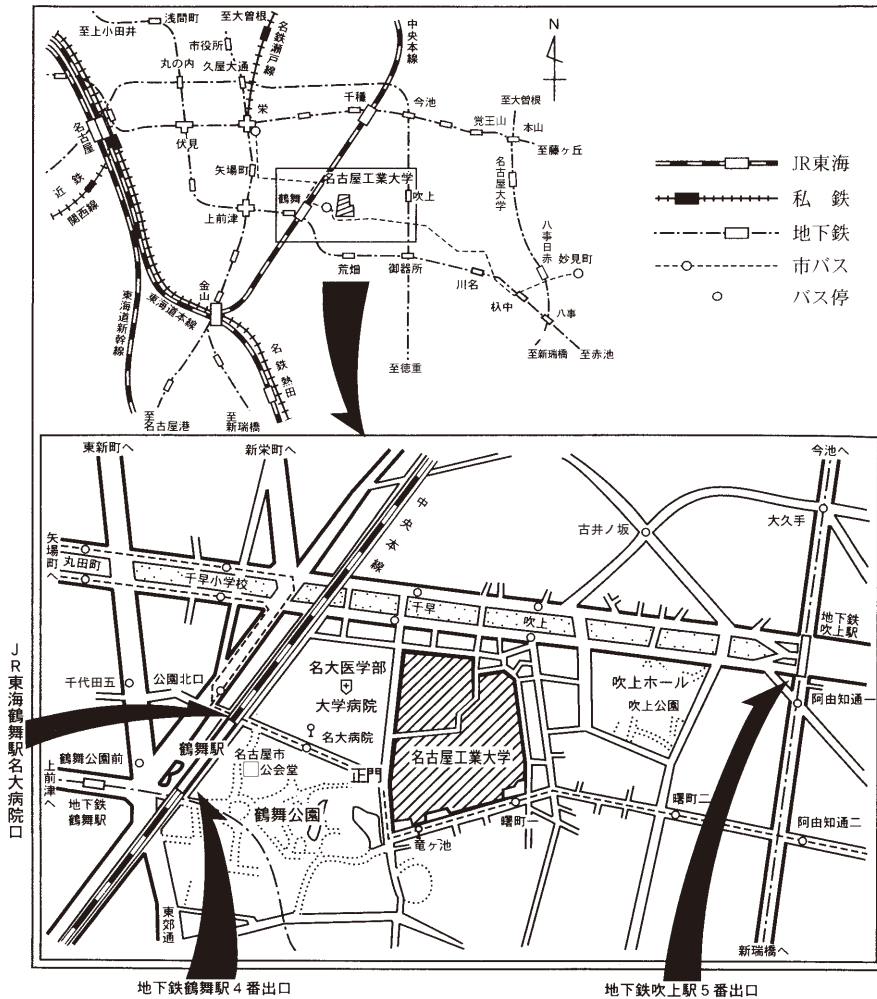 至上小田井
浅間町
至大曽根
名鉄瀬戸線
中央本線
N
市役所
丸の内
久屋大通
栄
千種
今池
至大曽根
覚王山
本山
至藤ヶ丘
名古屋
伏見
矢場町
名古屋大学
近鉄
関西線
名古屋工業大学
鶴舞
吹上
上前津
八事日赤
妙見町
荒畑
御器所
川名
杁中
八事
金山
東海道本線
東海道新幹線
名鉄
熱田
至徳重
至新瑞橋
至赤池
至名古屋港
至新瑞橋
JR東海
私鉄
地下鉄
市バス
バス停
東新町へ
新栄町へ
中央本線
今池へ
古井ノ坂
大久手
矢場町へ
丸田町
千早小学校
千早
吹上
地下鉄吹上駅
千代田五
公園北口
名大医学部
大学病院
吹上ホール
吹上公園
阿由知通一
JR東海鶴舞駅名大病院口
鶴舞駅
名大病院
名古屋市
公会堂
正門
名古屋工業大学
鶴舞公園前
上前津へ
地下鉄
鶴舞駅
鶴舞公園
竜ヶ池
曙町一
曙町二
阿由知通二
東郊通
新瑞橋へ
地下鉄鶴舞駅4番出口
地下鉄吹上駅5番出口